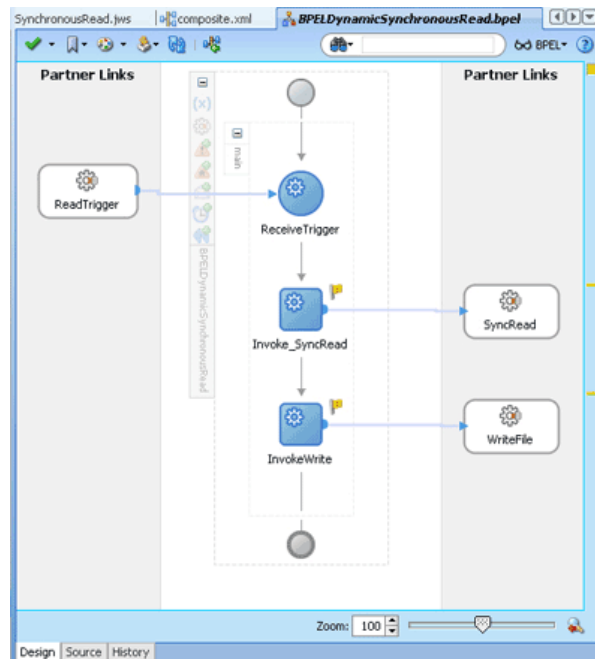 SynchronousRead.jws
composite.xml
BPELDynamicSynchronousRead.bpel
BPEL
Partner Links
Partner Links
(x)
main
BPELDynamicSynchronousRead
ReadTrigger
ReceiveTrigger
Invoke_SyncRead
SyncRead
InvokeWrite
WriteFile
Zoom: 100
Design Source History